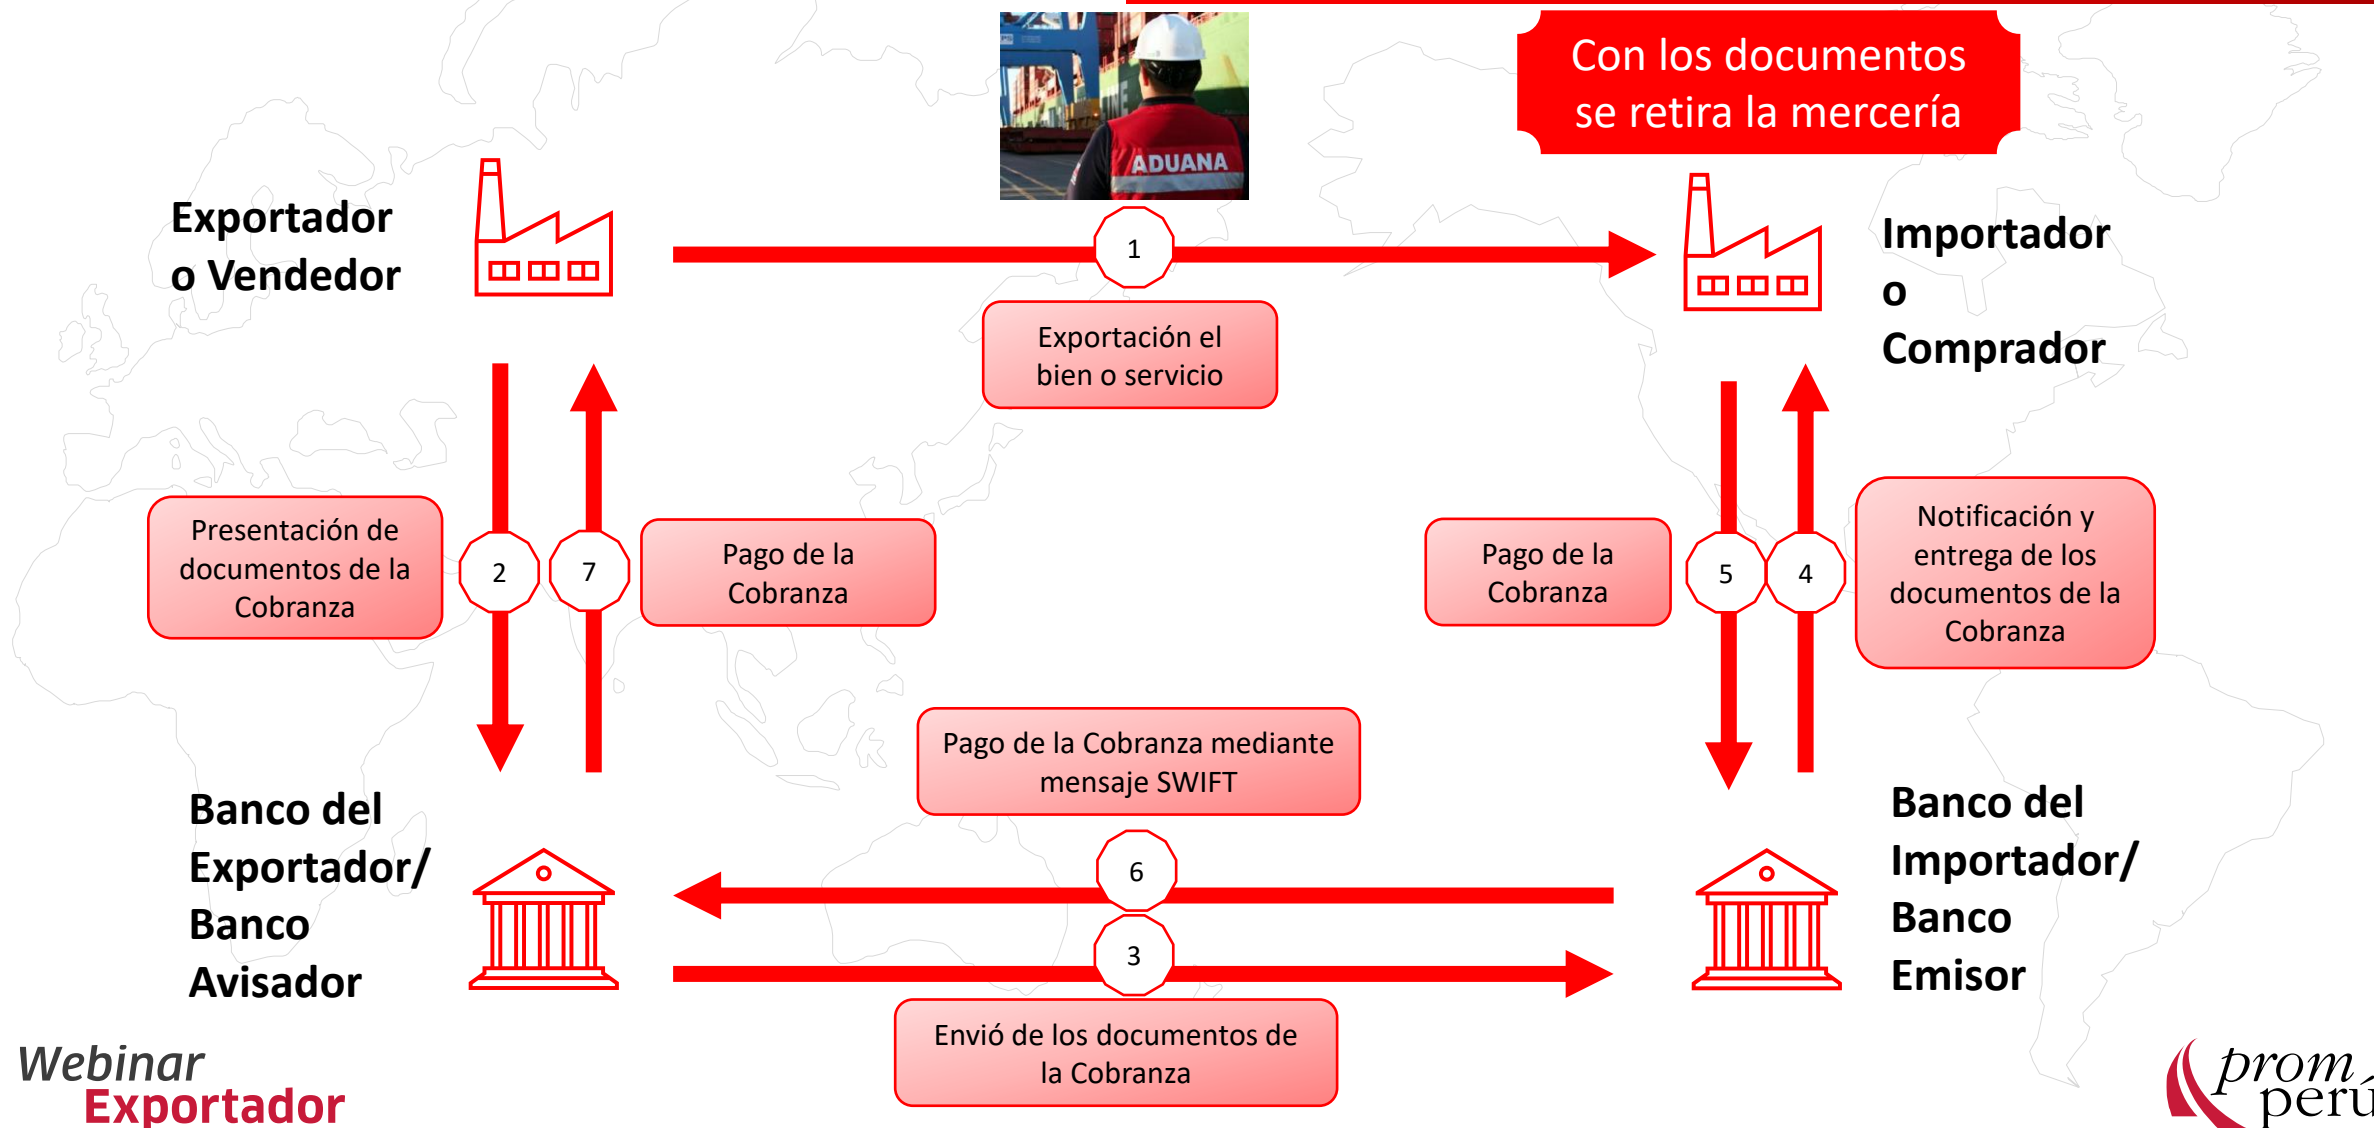 Con los documentos
se retira la mercería
ADUANA
Exportador
o Vendedor
1
Importador
o
Comprador
Exportación el
bien o servicio
Presentación de
documentos de la
Cobranza
2
7
Pago de la
Cobranza
Pago de la
Cobranza
5
4
Notificación y
entrega de los
documentos de la
Cobranza
Pago de la Cobranza mediante
mensaje SWIFT
Banco del
Exportador/
Banco
Avisador
6
3
Banco del
Importador/
Banco
Emisor
Envió de los documentos de
la Cobranza
Webinar
Exportador
prom
perú